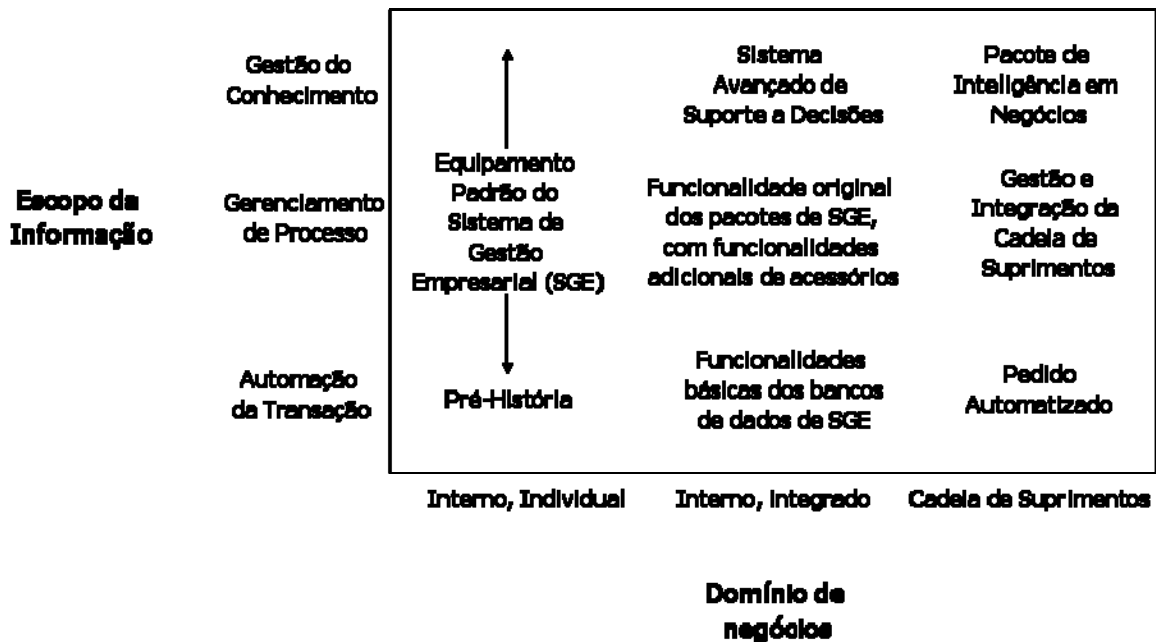 Escopo da
Informação
Gestão do
Conhecimento
Gerenciamento
de Processo
Automação
da Transação
Equipamento
Padrão do
Sistema de
Gestão
Empresarial (SGE)
Pré-História
Sistema
Avançado de
Suporte a Decisões
Funcionalidade original
dos pacotes de SGE,
com funcionalidades
adicionais de acessórios
Funcionalidades
básicas dos bancos
de dados de SGE
Pacote de
Inteligência em
Negócios
Gestão e
Integração da
Cadeia de
Suprimentos
Pedido
Automatizado
Interno, Individual
Interno, integrado
Cadeia de Suprimentos
Domínio de
negócios